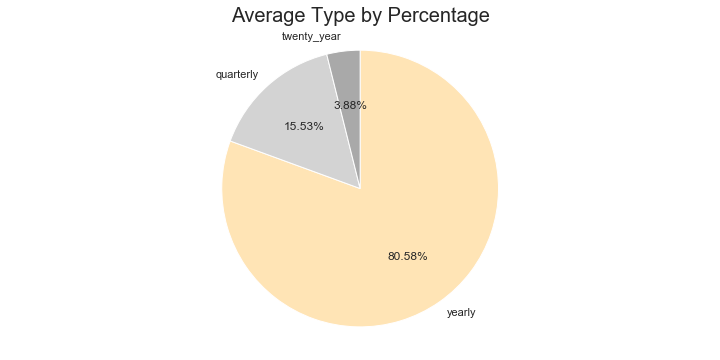 Average Type by Percentage
twenty_year
quarterly
3.88%
15.53%
80.58%
yearly